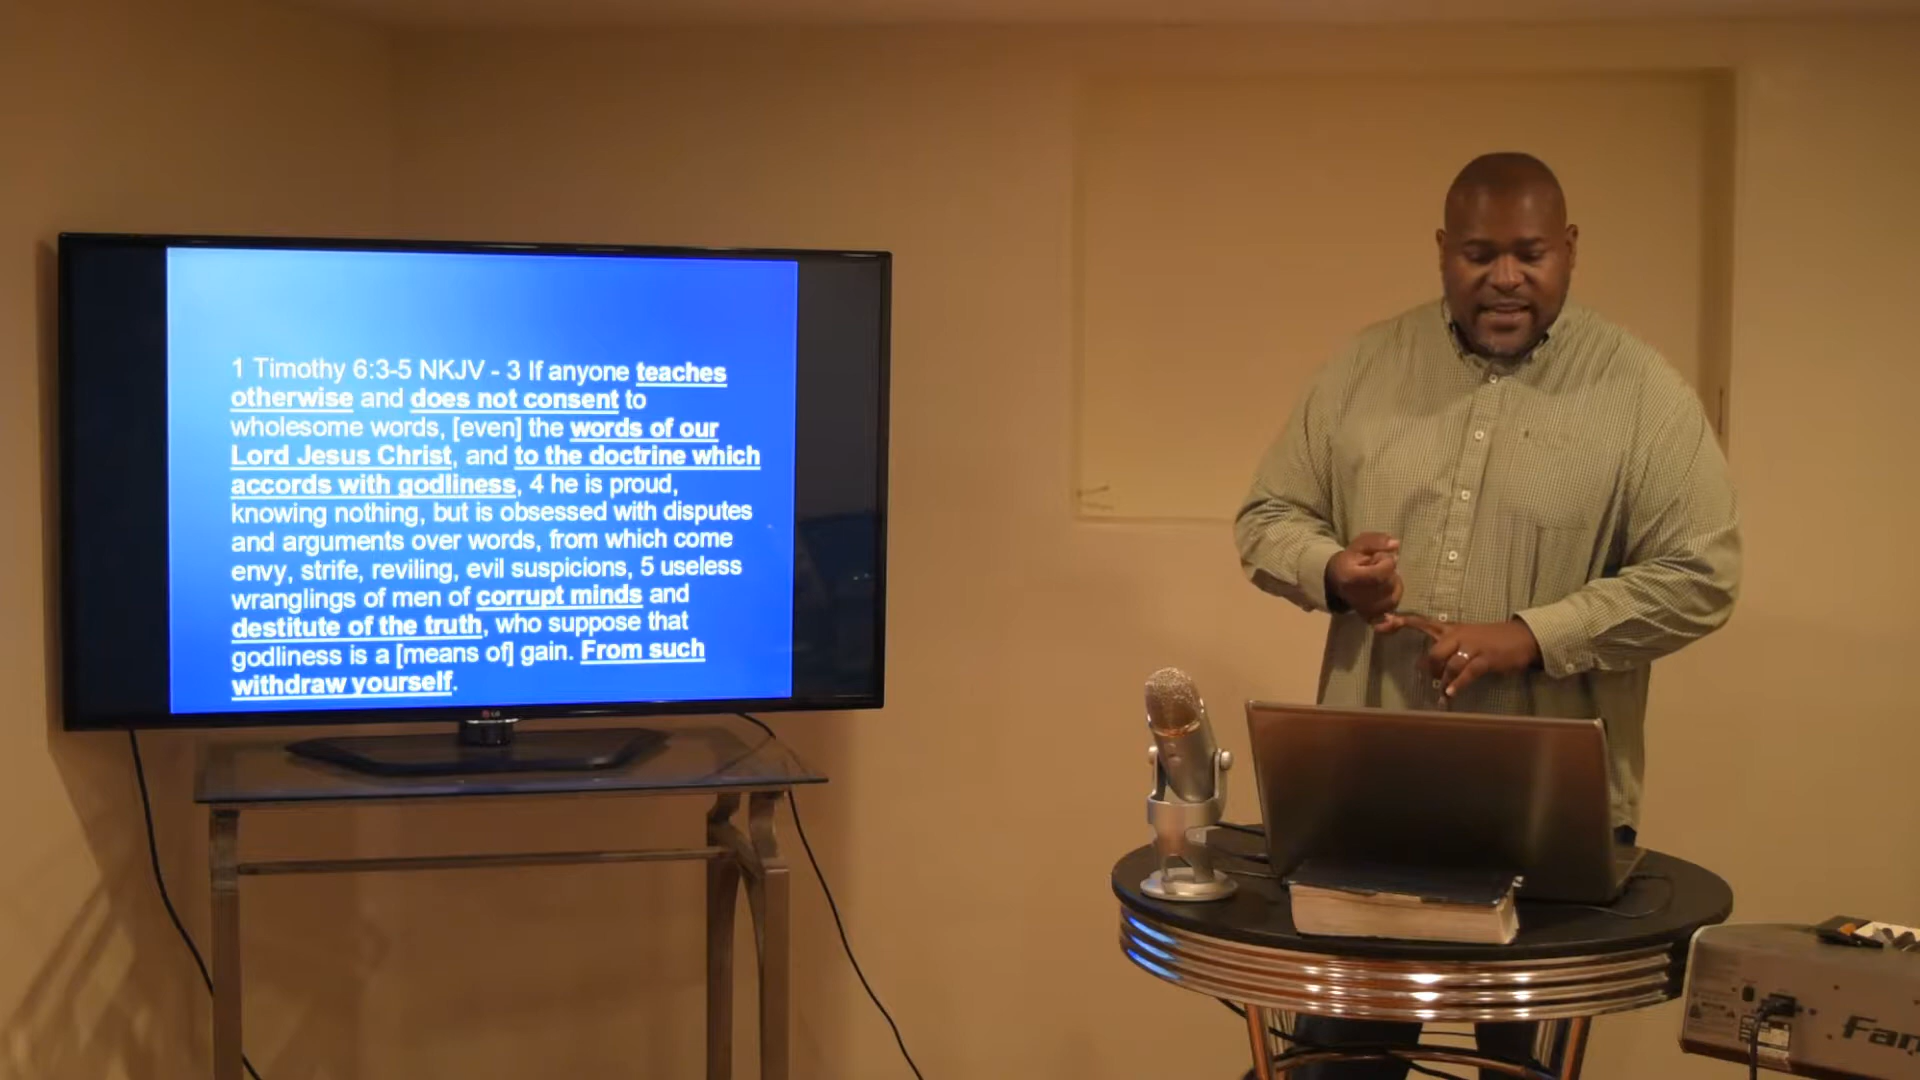 1 Timothy 6:3-5 NKJV - 3 If anyone teaches
otherwise and does not consent to
wholesome words, [even] the words of our
Lord Jesus Christ, and to the doctrine which
accords with godliness, 4 he is proud,
knowing nothing, but is obsessed with disputes
and arguments over words, from which come
envy, strife, reviling, evil suspicions, 5 useless
wranglings of men of corrupt minds and
destitute of the truth, who suppose that
godliness is a [means of] gain. From such
withdraw yourself.
LG
Fan